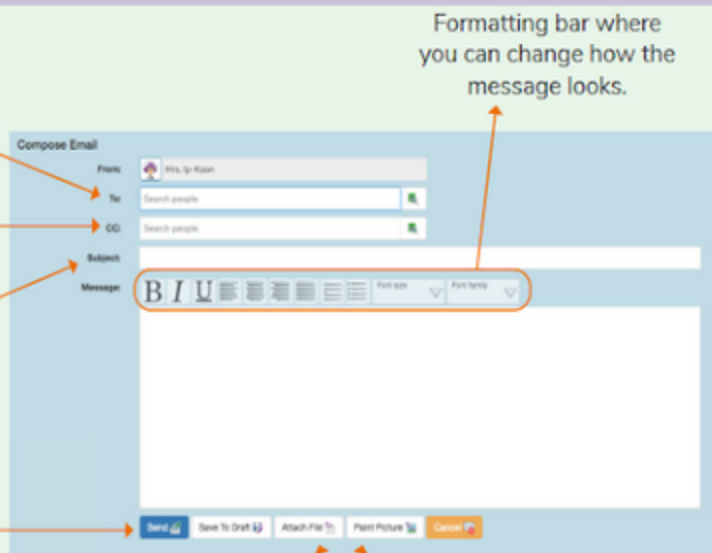 Formatting bar where
you can change how the
message looks.
Compose Email
From: Mrs. Ip-Koon
To: Search people
CC: Search people
Subject:
Message: B I U Font size Font family
Send Save To Draft Attach File Paint Picture Cancel